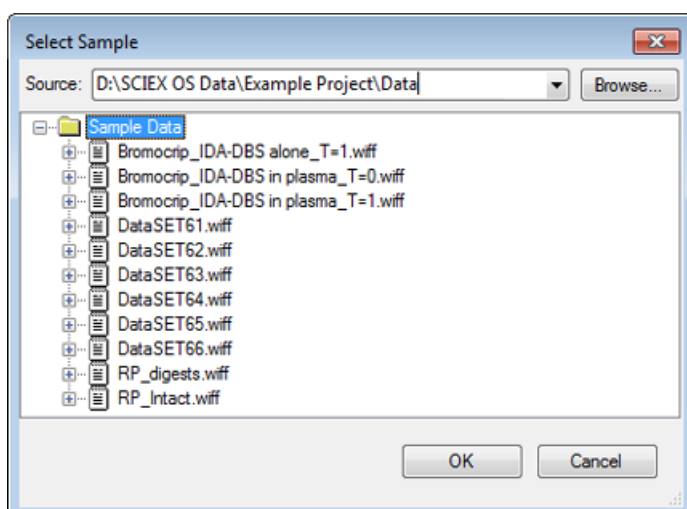 Select Sample
Source: D:\SCIEX OS Data\Example Project\Data Browse...
Sample Data
Bromocrip_IDA-DBS alone_T=1.wiff
Bromocrip_IDA-DBS in plasma_T=0.wiff
Bromocrip_IDA-DBS in plasma_T=1.wiff
DataSET61.wiff
DataSET62.wiff
DataSET63.wiff
DataSET64.wiff
DataSET65.wiff
DataSET66.wiff
RP_digests.wiff
RP_Intact.wiff
OK Cancel